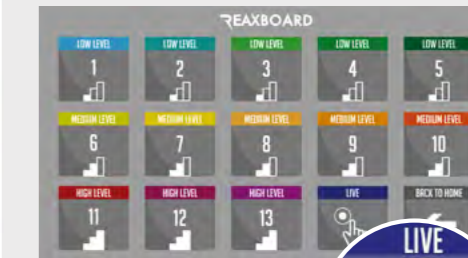 REAXBOARD
LOW LEVEL LOW LEVEL LOW LEVEL LOW LEVEL LOW LEVEL
1 2 3 4 5
MEDIUM LEVEL MEDIUM LEVEL MEDIUM LEVEL MEDIUM LEVEL MEDIUM LEVEL
6 7 8 9 10
HIGH LEVEL HIGH LEVEL HIGH LEVEL LIVE BACK TO HOME
11 12 13
LIVE